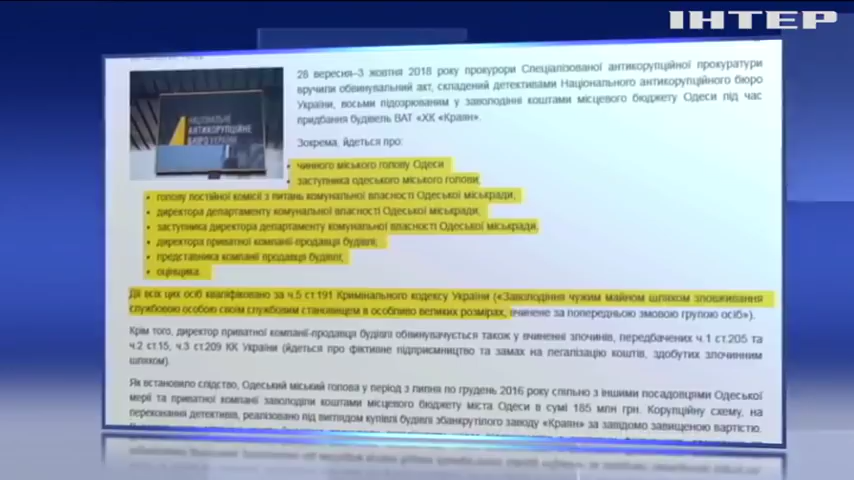 ІНТЕР
28 вересня–3 жовтня 2018 року прокурори Спеціалізованої антикорупційної прокуратури
вручили обвинувальний акт, складений детективами Національного антикорупційного бюро
України, восьми підозрюваним у заволодінні коштами місцевого бюджету Одеси під час
придбання будівель ВАТ «ХК «Краян».
НАЦІОНАЛЬНЕ
АНТИКОРУПЦІЙНЕ
БЮРО УКРАЇНИ
Зокрема, йдеться про:
• чинного міського голову Одеси
• заступника одеського міського голови;
• голову постійної комісії з питань комунальної власності Одеської міськради;
• директора департаменту комунальної власності Одеської міськради;
• заступника директора департаменту комунальної власності Одеської міськради;
• директора приватної компанії-продавця будівлі;
• представника компанії продавця будівлі;
• оцінщика.
Дії всіх цих осіб кваліфіковано за ч.5 ст.191 Кримінального кодексу України («Заволодіння чужим майном шляхом зловживання
службовою особою своїм службовим становищем в особливо великих розмірах, вчинене за попередньою змовою групою осіб»).
Крім того, директор приватної компанії-продавця будівлі обвинувачується також у вчиненні злочинів, передбачених ч.1 ст.205 та
ч.2 ст.15, ч.3 ст.209 КК України (йдеться про фіктивне підприємництво та замах на легалізацію коштів, здобутих злочинним
шляхом).
Як встановило слідство, Одеський міський голова у період з липня по грудень 2016 року спільно з іншими посадовцями Одеської
мерії та приватної компанії заволоділи коштами місцевого бюджету міста Одеси в сумі 185 млн грн. Корупційну схему, на
переконання детективів, реалізовано під виглядом купівлі будівлі збанкрутілого заводу «Краян» за завідомо завищеною вартістю.